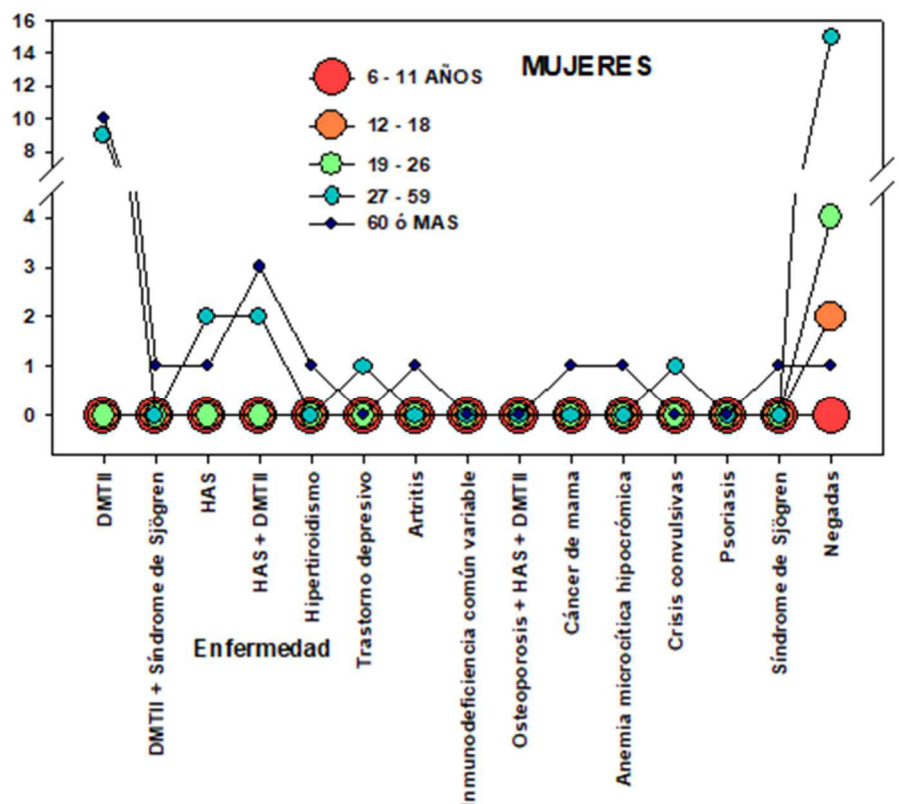 16
14
12
10
8
4
3
2
1
0
MUJERES
6 - 11 AÑOS
12 - 18
19 - 26
27 - 59
60 ó MAS
DMTII
DMTII + Síndrome de Sjögren
HAS
HAS + DMTII
Hipertiroidismo
Trastorno depresivo
Artritis
nmunodeficiencia común variable
Osteoporosis + HAS + DMTII
Cáncer de mama
Anemia microcítica hipocrómica
Crisis convulsivas
Psoriasis
Síndrome de Sjögren
Negadas
Enfermedad